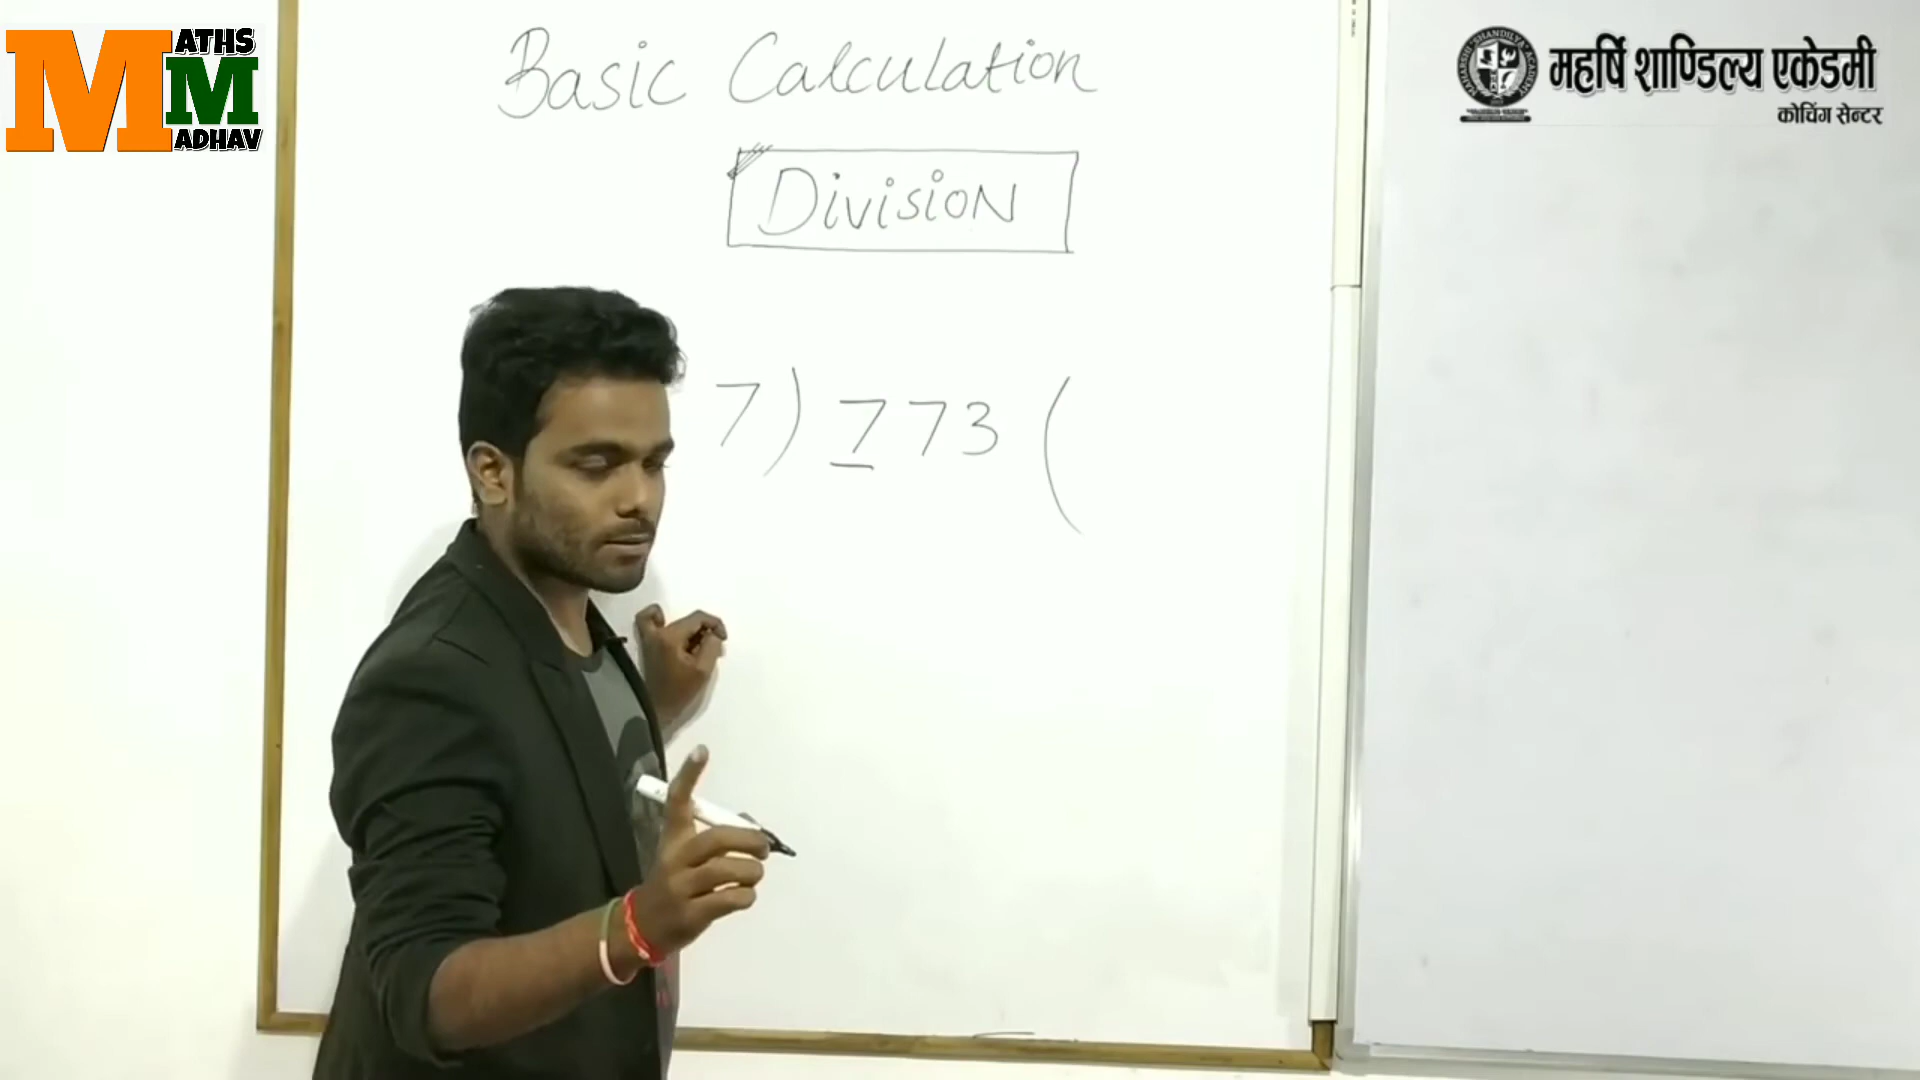 MATHS
MADHAV
महर्षि शाण्डिल्य एकेडमी
कोचिंग सेन्टर
Basic Calculation
Division
7) 773 (